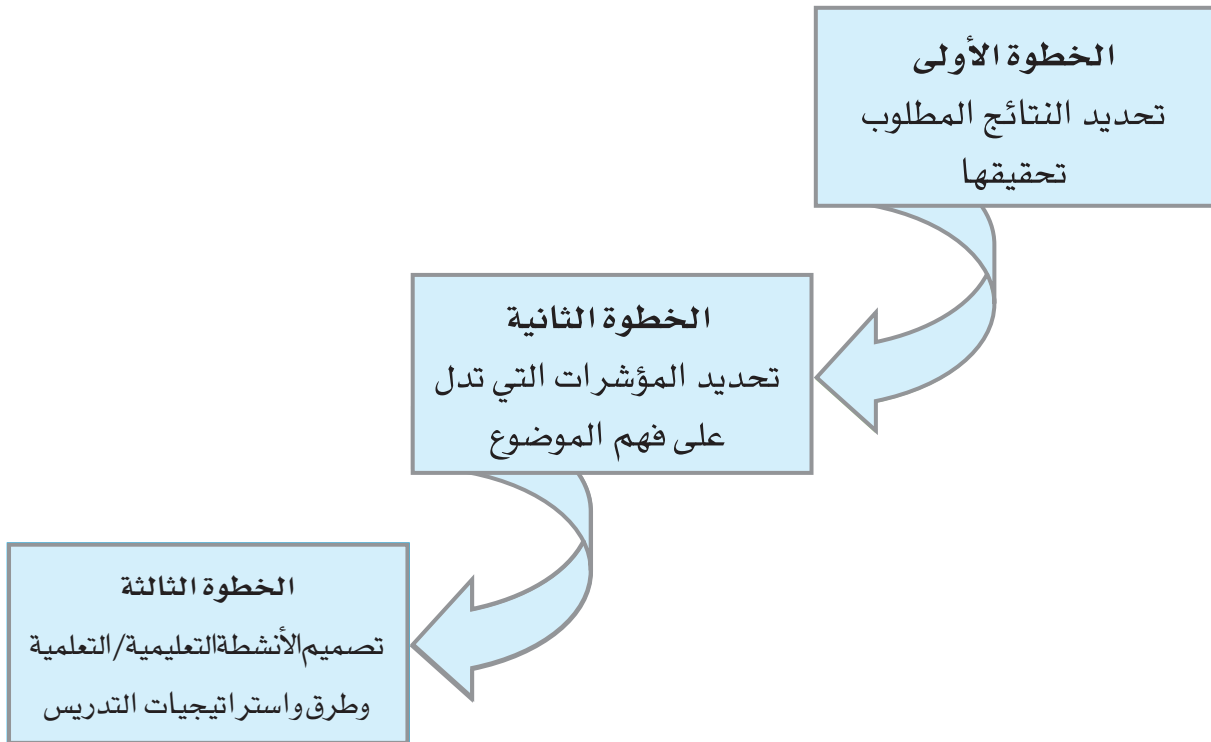 الخطوة الأولى
تحديد النتائج المطلوب
تحقيقها
الخطوة الثانية
تحديد المؤشرات التي تدل
على فهم الموضوع
الخطوة الثالثة
تصميم الأنشطة التعليمية/التعلمية
وطرق واستراتيجيات التدريس